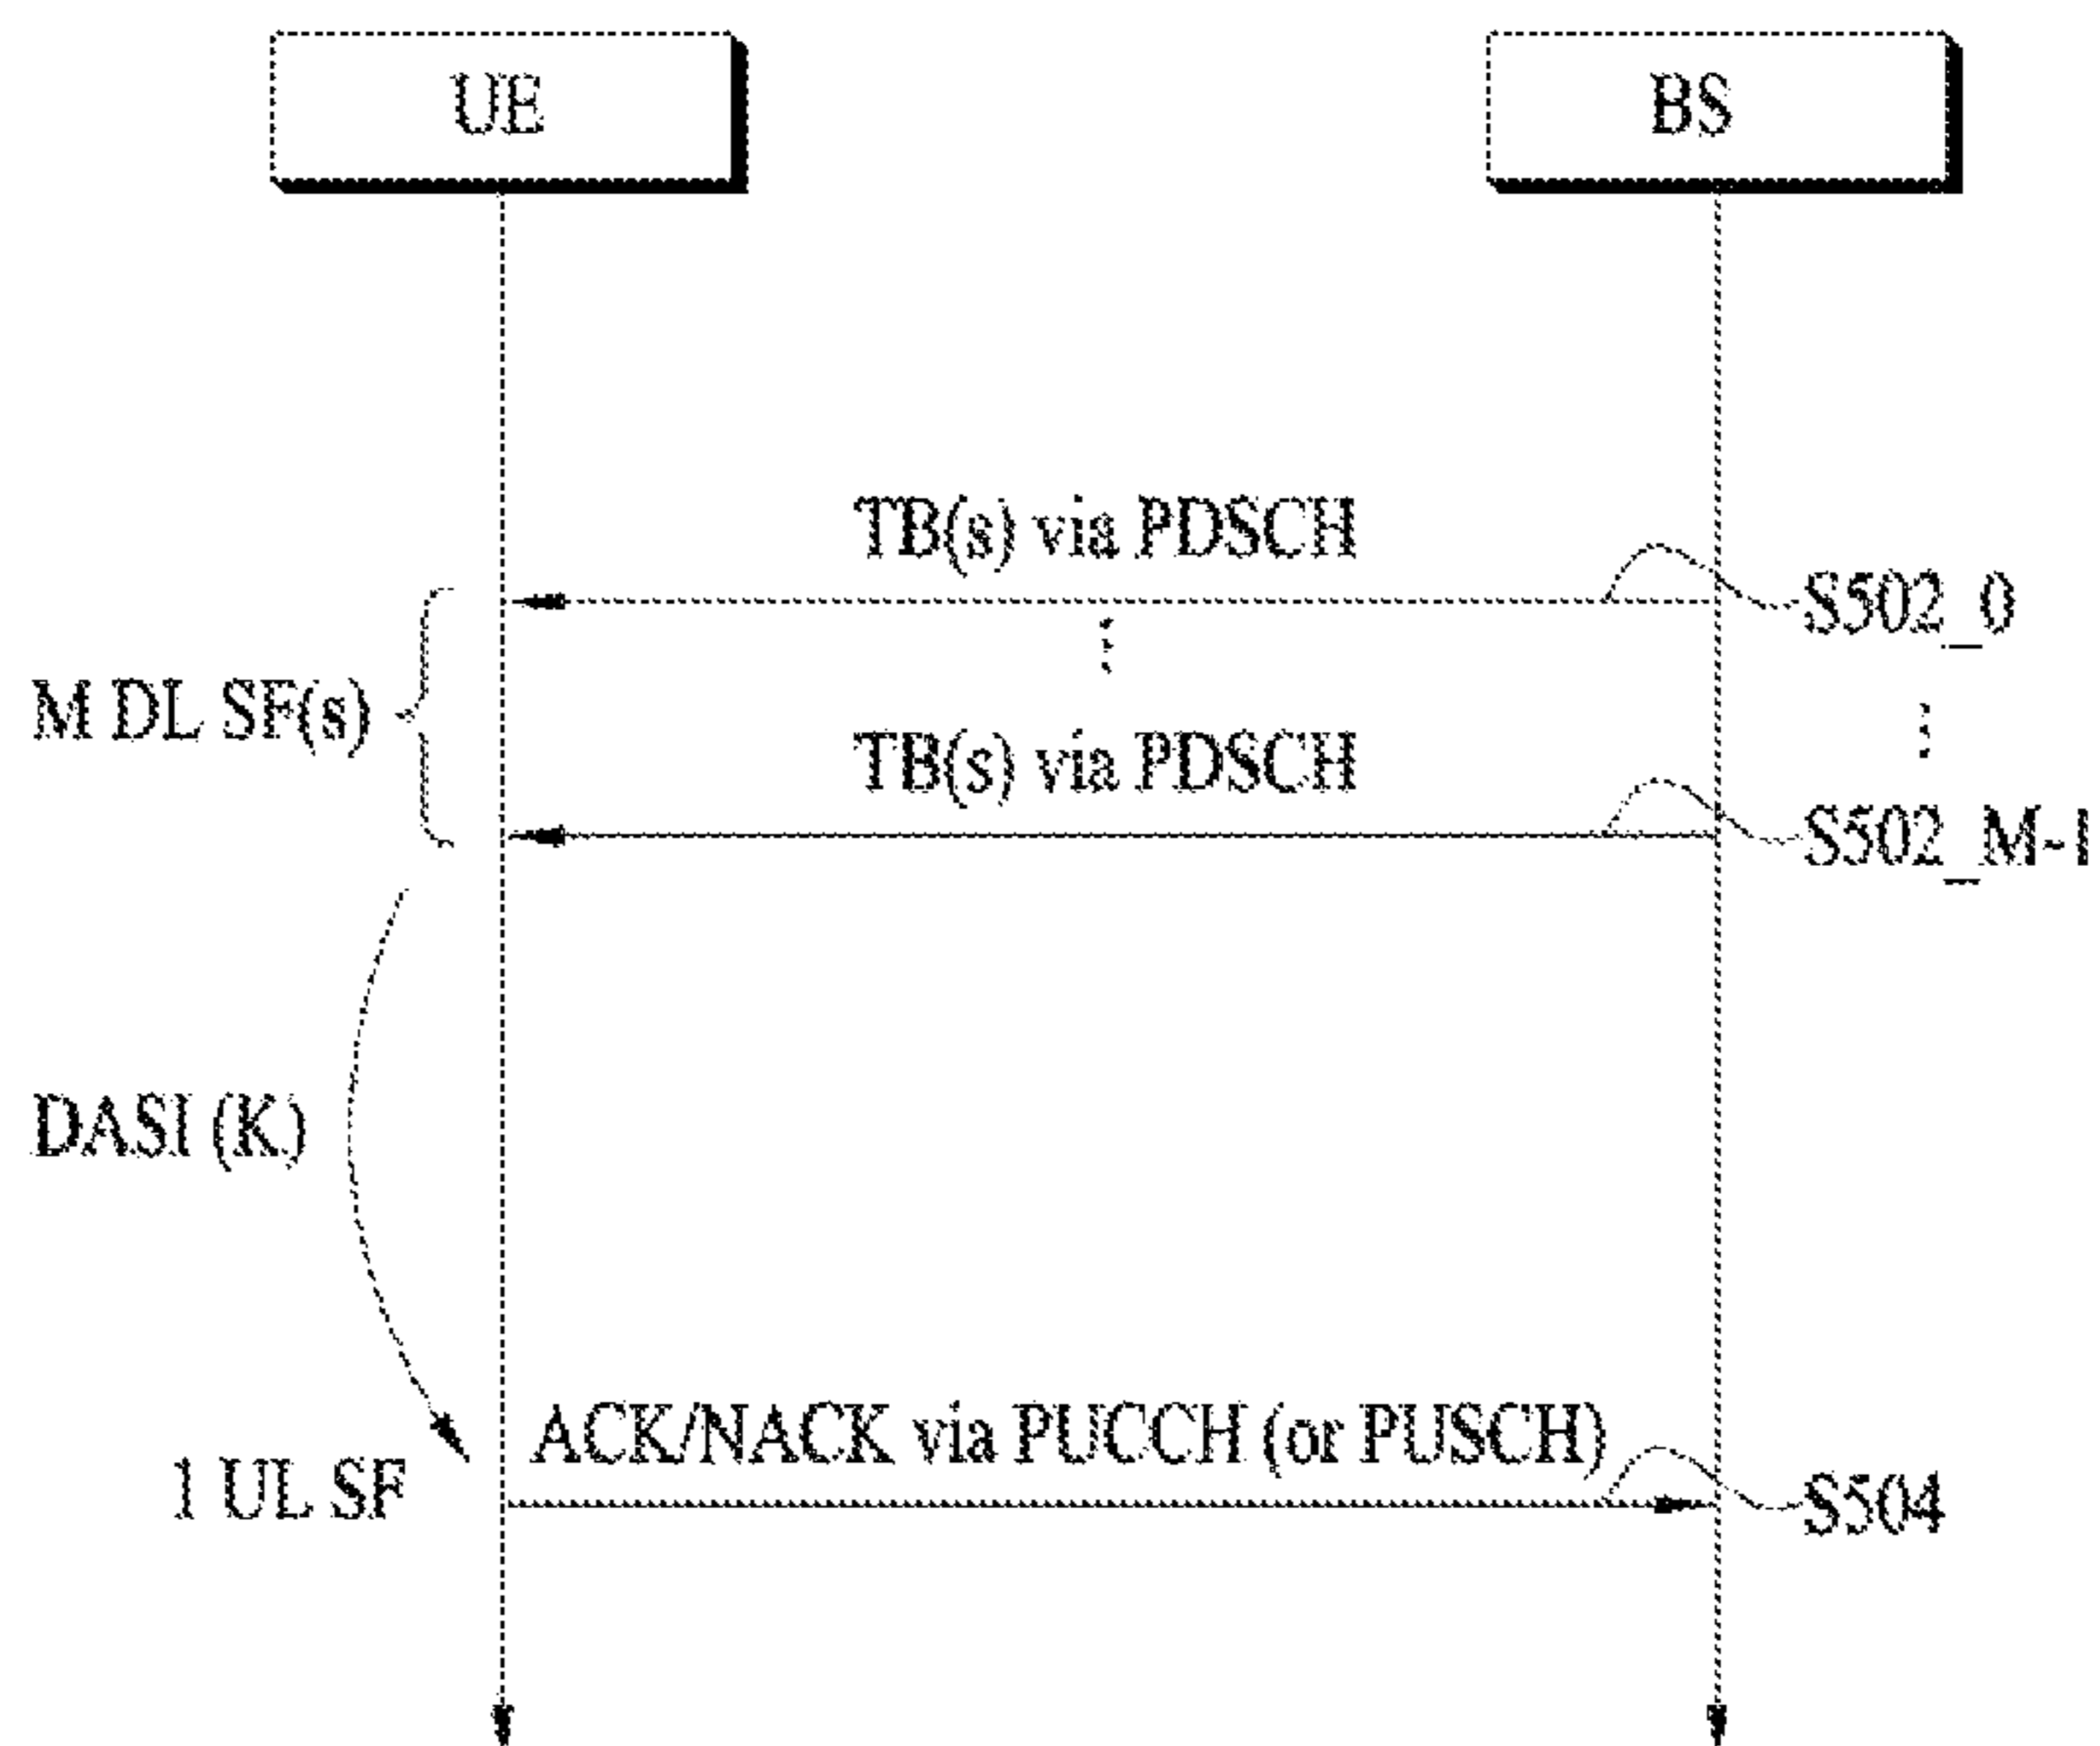 UE
BS
TB(s) via PDSCH
S502_0
M DL SF(s)
TB(s) via PDSCH
S502_M-1
DASI (K)
ACK/NACK via PUCCH (or PUSCH)
1 UL SF
S504